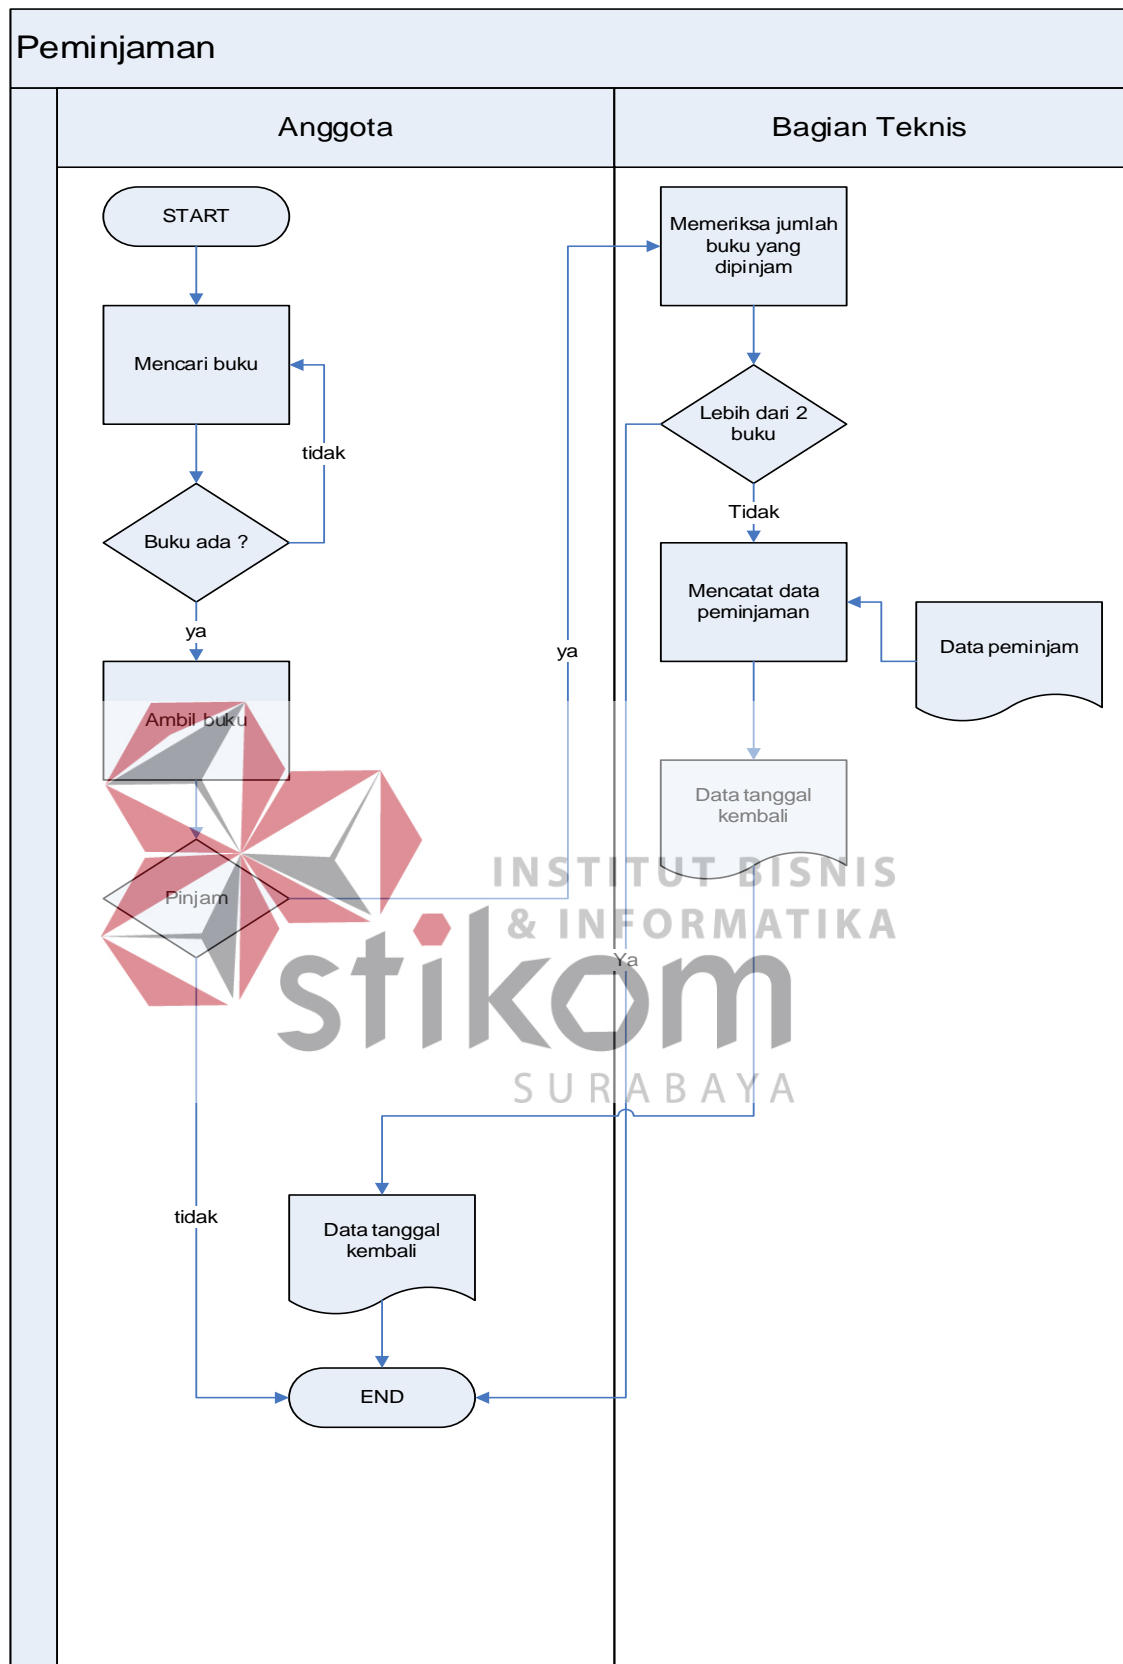 Peminjaman
Anggota
Bagian Teknis
START
Mencari buku
tidak
Buku ada ?
ya
Ambil buku
Pinjam
ya
tidak
Data tanggal
kembali
END
Memeriksa jumlah
buku yang
dipinjam
Lebih dari 2
buku
Tidak
Mencatat data
peminjaman
Data peminjam
Data tanggal
kembali
Ya
INSTITUT BISNIS
& INFORMATIKA
stikom
SURABAYA